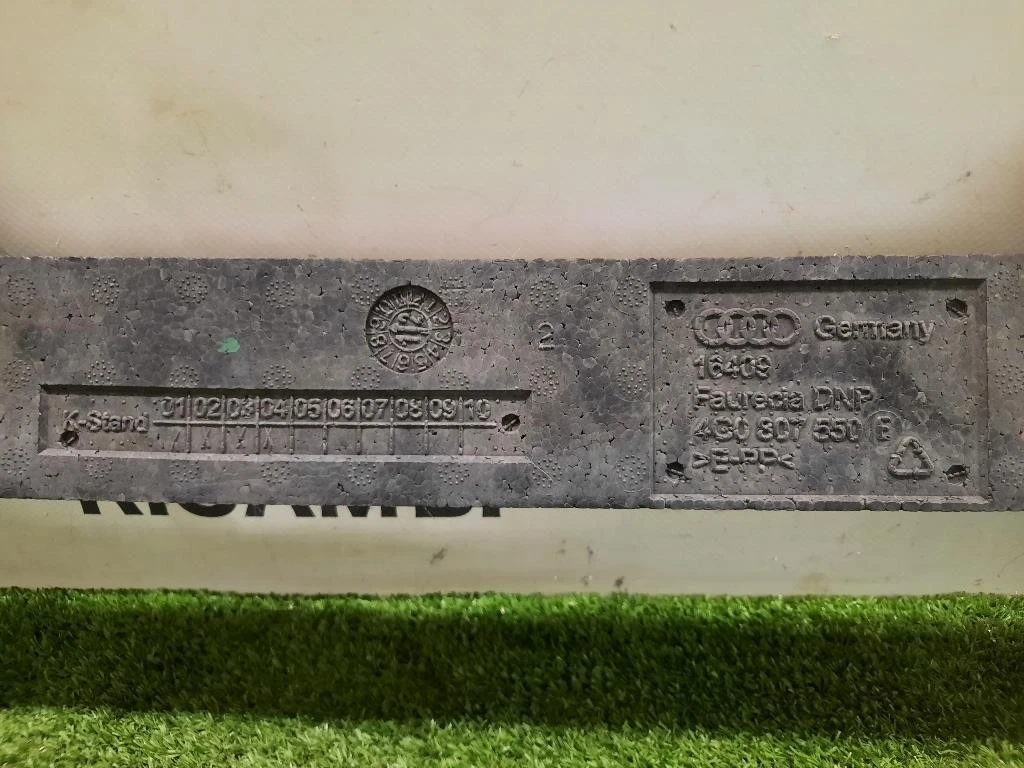 2
K-Stand 01 02 03 04 05 06 07 08 09 10
Germany
16409
Faurecia DNP
4G0 807 550 B
>E-PP<
RICAMBI